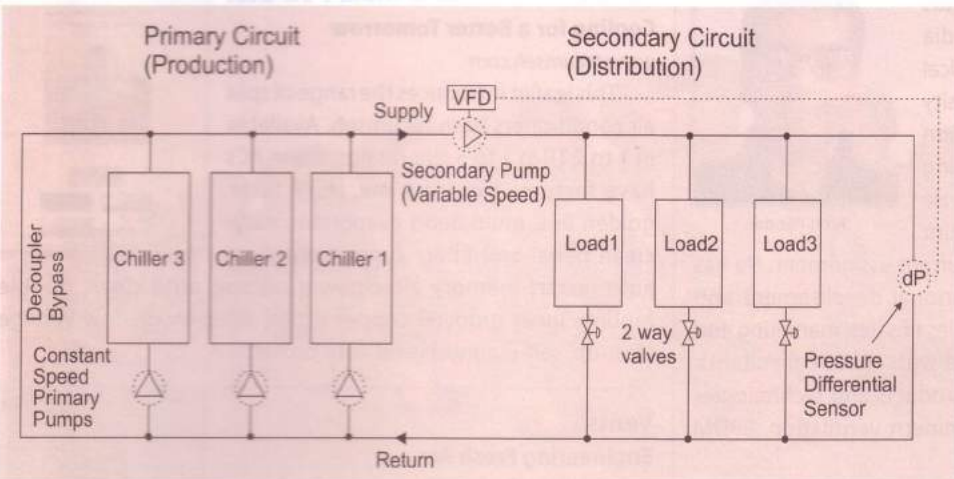 Primary Circuit
(Production)
Secondary Circuit
(Distribution)
VFD
Supply
Secondary Pump
(Variable Speed)
Decoupler
Bypass
Chiller 3
Chiller 2
Chiller 1
Load1
Load2
Load3
dP
Constant
Speed
Primary
Pumps
2 way
valves
Pressure
Differential
Sensor
Return